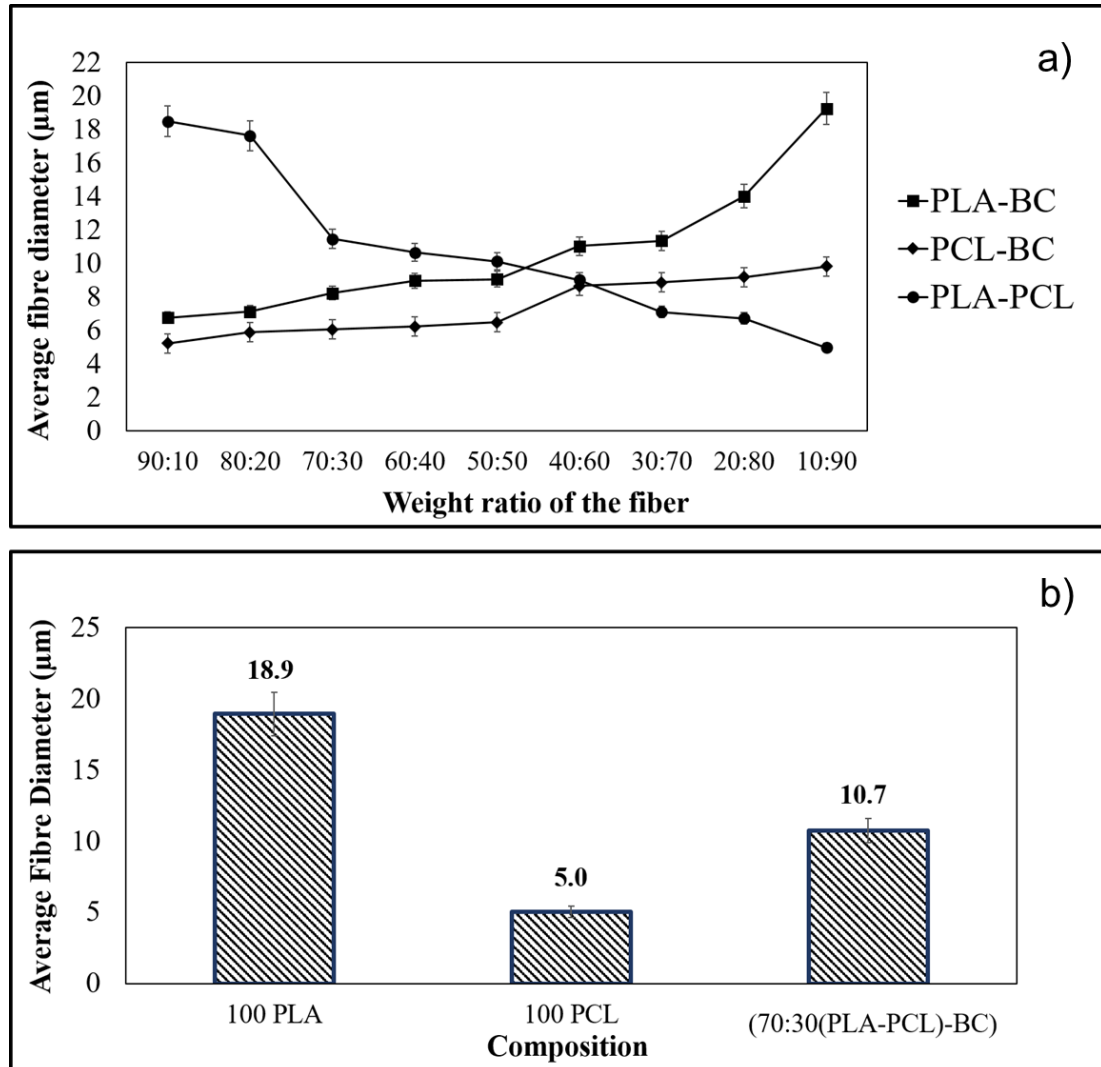 a)
Average fibre diameter (µm)
22
20
18
16
14
12
10
8
6
4
2
0
90:10 80:20 70:30 60:40 50:50 40:60 30:70 20:80 10:90
Weight ratio of the fiber
PLA-BC
PCL-BC
PLA-PCL
b)
Average Fibre Diameter (µm)
25
20
15
10
5
0
18.9
5.0
10.7
100 PLA 100 PCL (70:30(PLA-PCL)-BC)
Composition